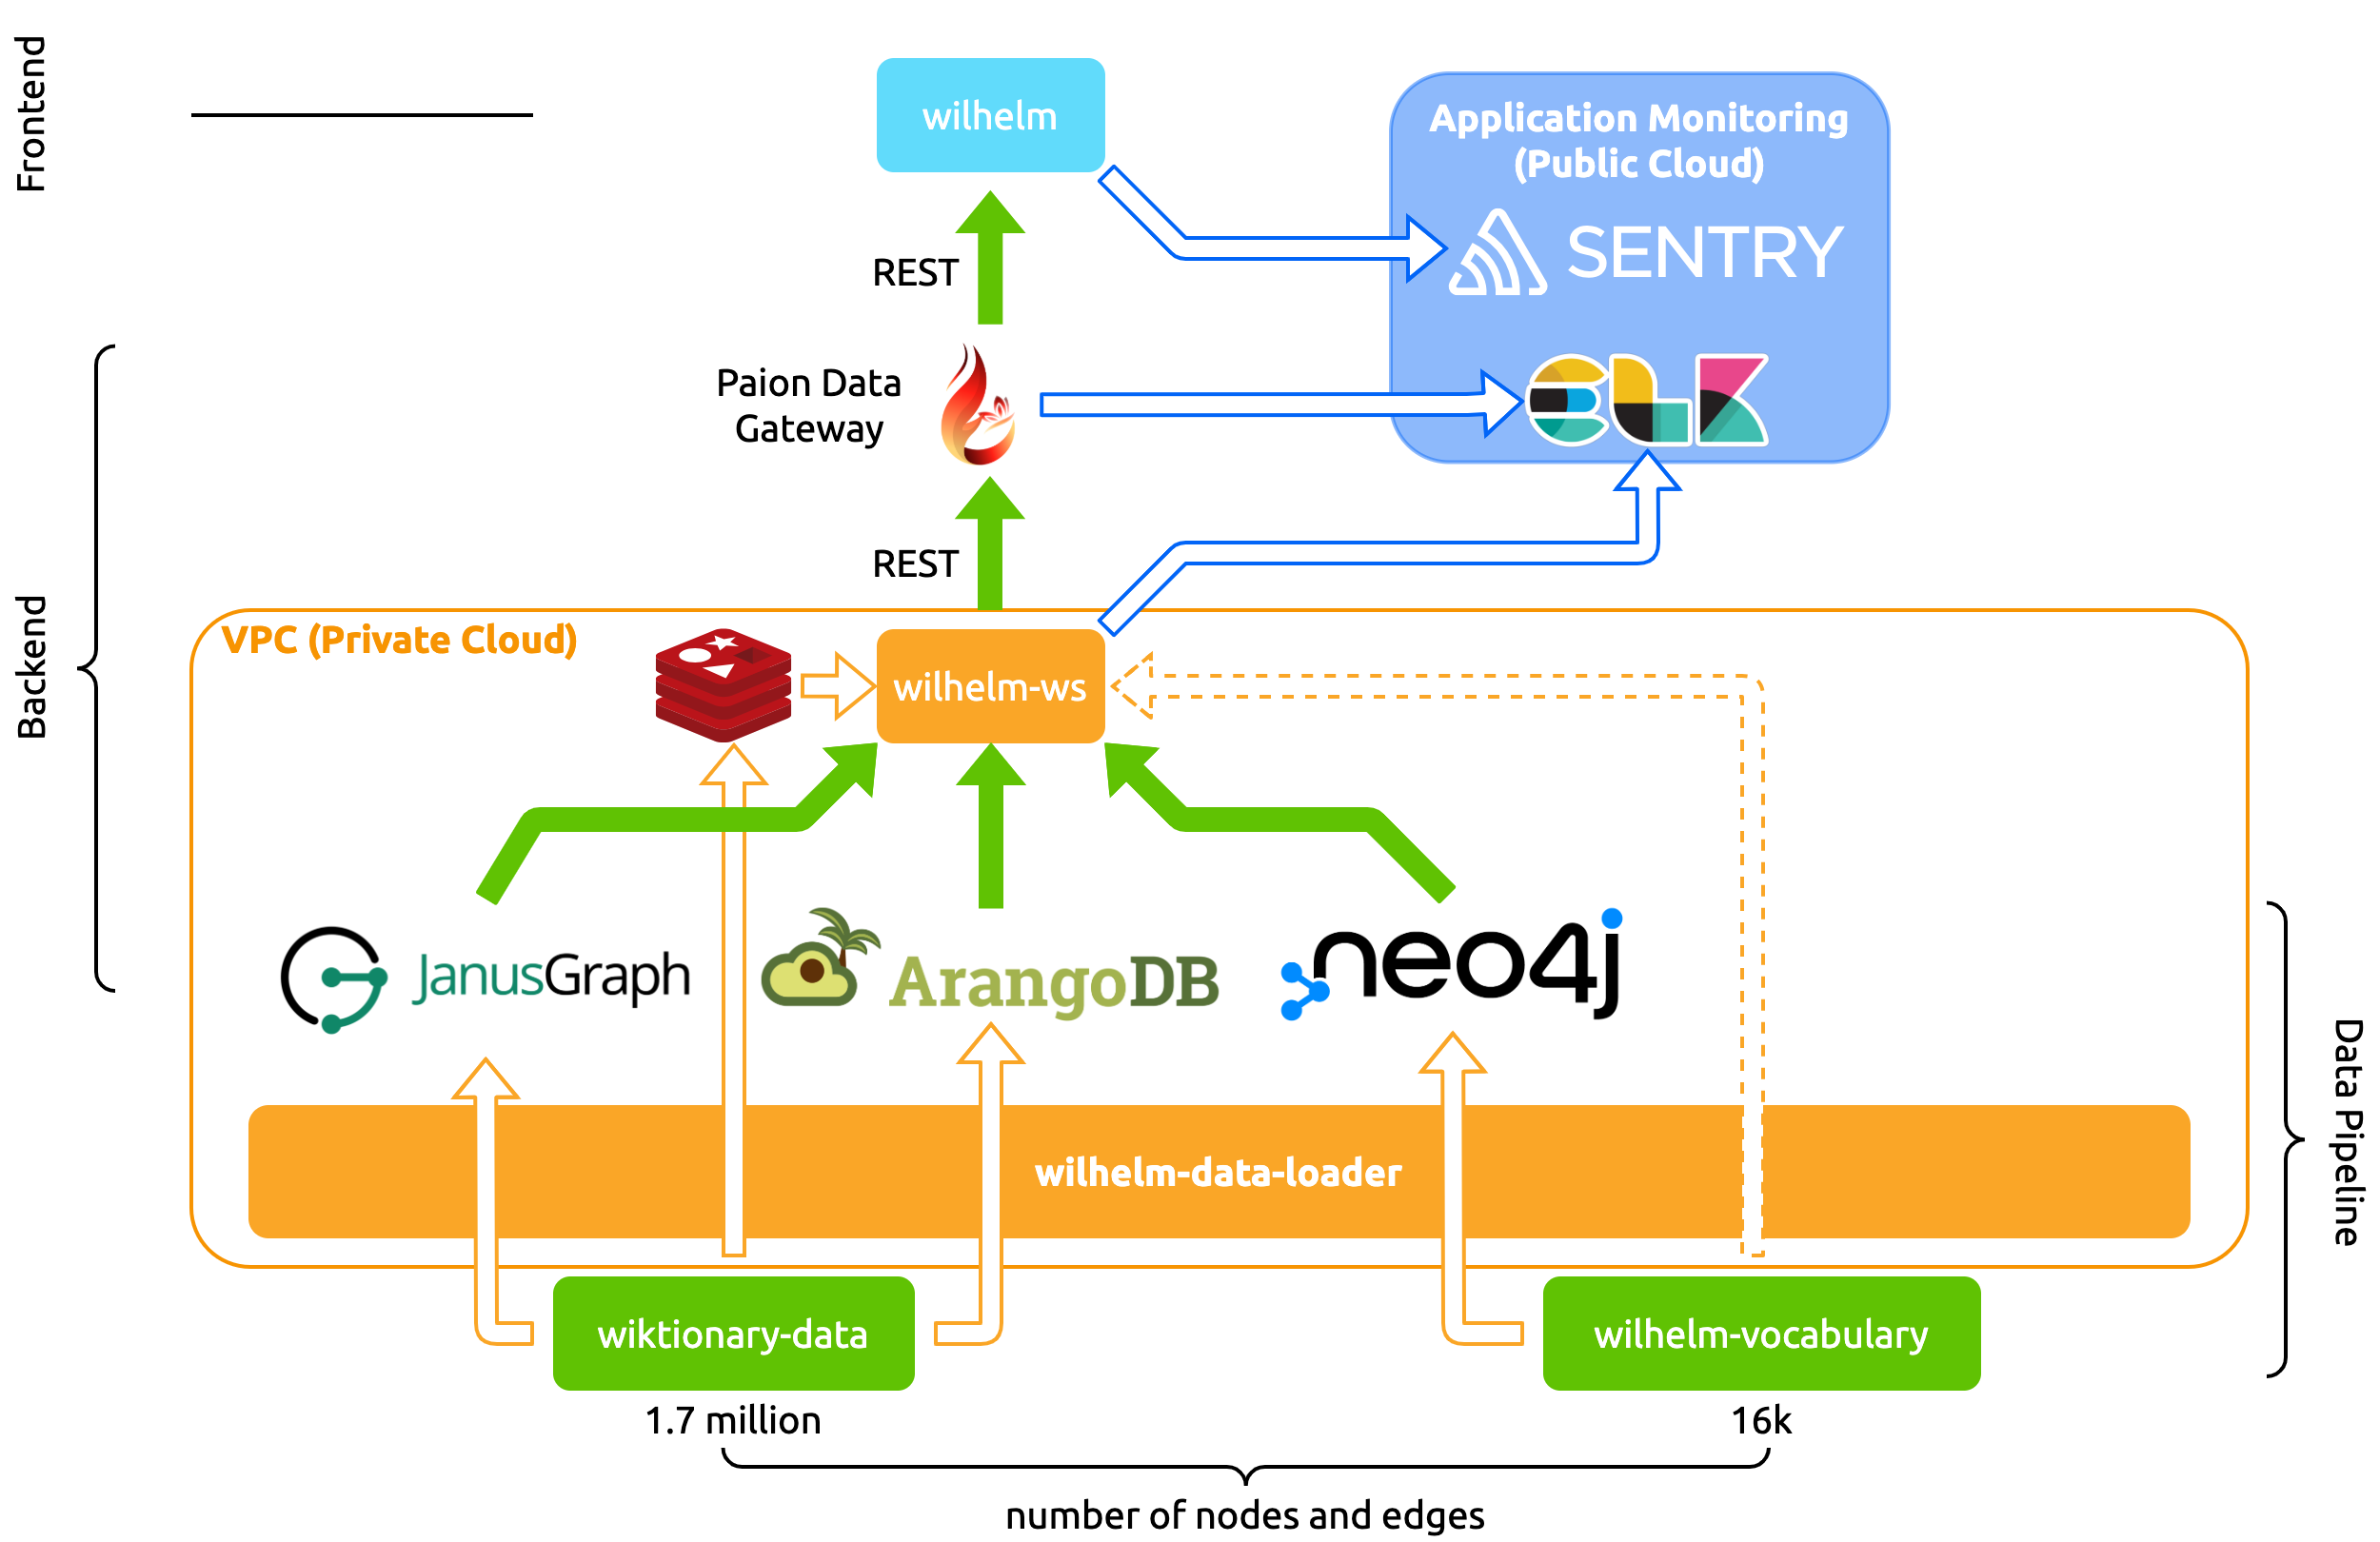 Frontend
wilhelm
Application Monitoring
(Public Cloud)
SENTRY
REST
Paion Data
Gateway
ELK
REST
Backend
VPC (Private Cloud)
wilhelm-ws
JanusGraph
ArangoDB
neo4j
Data Pipeline
wilhelm-data-loader
wiktionary-data
wilhelm-vocabulary
1.7 million
16k
number of nodes and edges